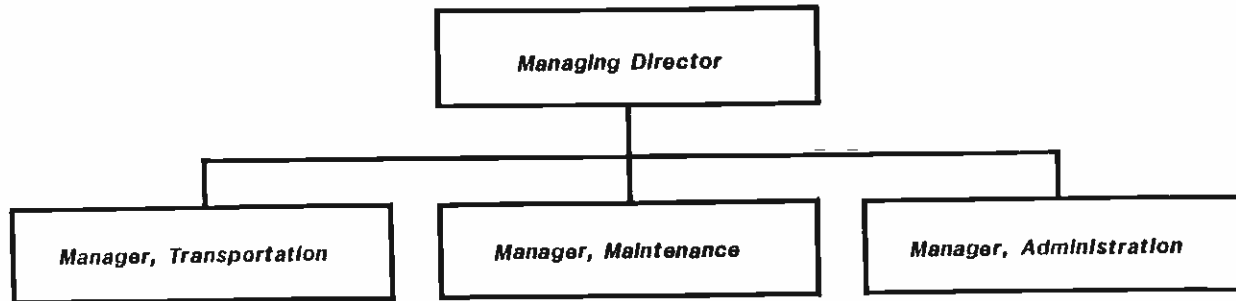 Managing Director
Manager, Transportation
Manager, Maintenance
Manager, Administration